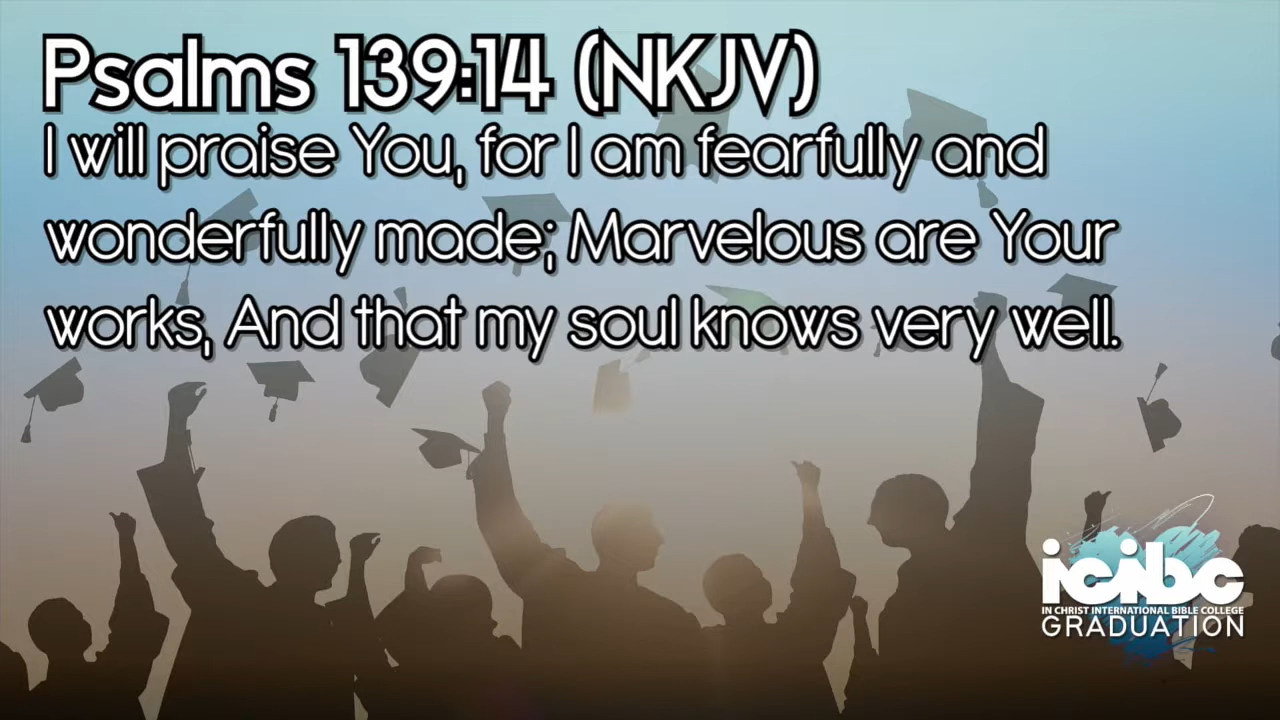 Psalms 139:14 (NKJV)
I will praise You, for I am fearfully and
wonderfully made; Marvelous are Your
works, And that my soul knows very well.
icibc
IN CHRIST INTERNATIONAL BIBLE COLLEGE
GRADUATION